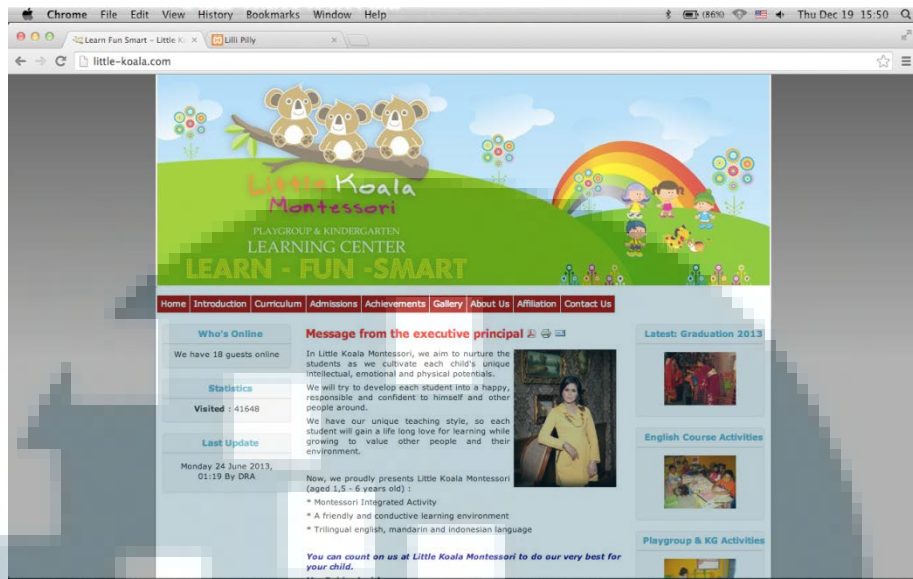 Chrome File Edit View History Bookmarks Window Help (86%) Thu Dec 19 15:50
Learn Fun Smart – Little Ko Lilli Pilly
little-koala.com
Little Koala
Montessori
PLAYGROUP & KINDERGARTEN
LEARNING CENTER
LEARN - FUN -SMART
Home Introduction Curriculum Admissions Achievements Gallery About Us Affiliation Contact Us
Who's Online
We have 18 guests online
Statistics
Visited : 41648
Last Update
Monday 24 June 2013,
01:19 By DRA
Message from the executive principal
In Little Koala Montessori, we aim to nurture the
students as we cultivate each child's unique
intellectual, emotional and physical potentials.
We will try to develop each student into a happy,
responsible and confident to himself and other
people around.
We have our unique teaching style, so each
student will gain a life long love for learning while
growing to value other people and their
environment.
Now, we proudly presents Little Koala Montessori
(aged 1,5 - 6 years old) :
* Montessori Integrated Activity
* A friendly and conductive learning environment
* Trilingual english, mandarin and indonesian language
You can count on us at Little Koala Montessori to do our very best for
your child.
Latest: Graduation 2013
English Course Activities
Playgroup & KG Activities